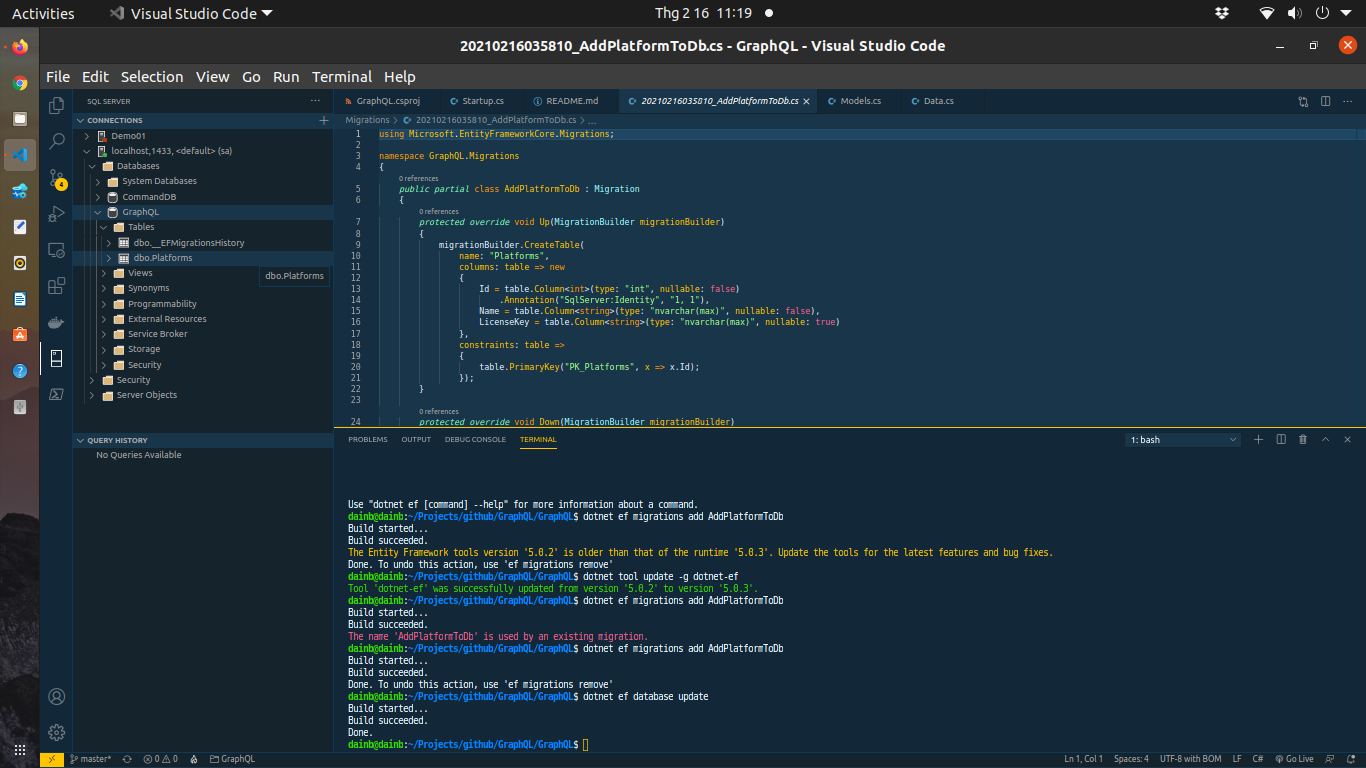 Activities
Visual Studio Code
Thg 2 16 11:19
20210216035810_AddPlatformToDb.cs - GraphQL - Visual Studio Code
File Edit Selection View Go Run Terminal Help
SQL SERVER
GraphQL.csproj
Startup.cs
README.md
20210216035810_AddPlatformToDb.cs
Models.cs
Data.cs
CONNECTIONS
Demo01
localhost,1433, <default> (sa)
Databases
System Databases
CommandDB
GraphQL
Tables
dbo.__EFMigrationsHistory
dbo.Platforms
dbo.Platforms
Views
Synonyms
Programmability
External Resources
Service Broker
Storage
Security
Security
Server Objects
QUERY HISTORY
No Queries Available
4
Migrations > 20210216035810_AddPlatformToDb.cs > ...
1 using Microsoft.EntityFrameworkCore.Migrations;
2
3 namespace GraphQL.Migrations
4 {
0 references
5 public partial class AddPlatformToDb : Migration
6 {
0 references
7 protected override void Up(MigrationBuilder migrationBuilder)
8 {
9 migrationBuilder.CreateTable(
10 name: "Platforms",
11 columns: table => new
12 {
13 Id = table.Column<int>(type: "int", nullable: false)
14 .Annotation("SqlServer:Identity", "1, 1"),
15 Name = table.Column<string>(type: "nvarchar(max)", nullable: false),
16 LicenseKey = table.Column<string>(type: "nvarchar(max)", nullable: true)
17 },
18 constraints: table =>
19 {
20 table.PrimaryKey("PK_Platforms", x => x.Id);
21 });
22 }
23
0 references
24 protected override void Down(MigrationBuilder migrationBuilder)
PROBLEMS OUTPUT DEBUG CONSOLE TERMINAL
1: bash
Use "dotnet ef [command] --help" for more information about a command.
dainb@dainb:~/Projects/github/GraphQL/GraphQL$ dotnet ef migrations add AddPlatformToDb
Build started...
Build succeeded.
The Entity Framework tools version '5.0.2' is older than that of the runtime '5.0.3'. Update the tools for the latest features and bug fixes.
Done. To undo this action, use 'ef migrations remove'
dainb@dainb:~/Projects/github/GraphQL/GraphQL$ dotnet tool update -g dotnet-ef
Tool 'dotnet-ef' was successfully updated from version '5.0.2' to version '5.0.3'.
dainb@dainb:~/Projects/github/GraphQL/GraphQL$ dotnet ef migrations add AddPlatformToDb
Build started...
Build succeeded.
The name 'AddPlatformToDb' is used by an existing migration.
dainb@dainb:~/Projects/github/GraphQL/GraphQL$ dotnet ef migrations add AddPlatformToDb
Build started...
Build succeeded.
Done. To undo this action, use 'ef migrations remove'
dainb@dainb:~/Projects/github/GraphQL/GraphQL$ dotnet ef database update
Build started...
Build succeeded.
Done.
dainb@dainb:~/Projects/github/GraphQL/GraphQL$
master* 0 0 GraphQL
Ln 1, Col 1 Spaces: 4 UTF-8 with BOM LF C# Go Live